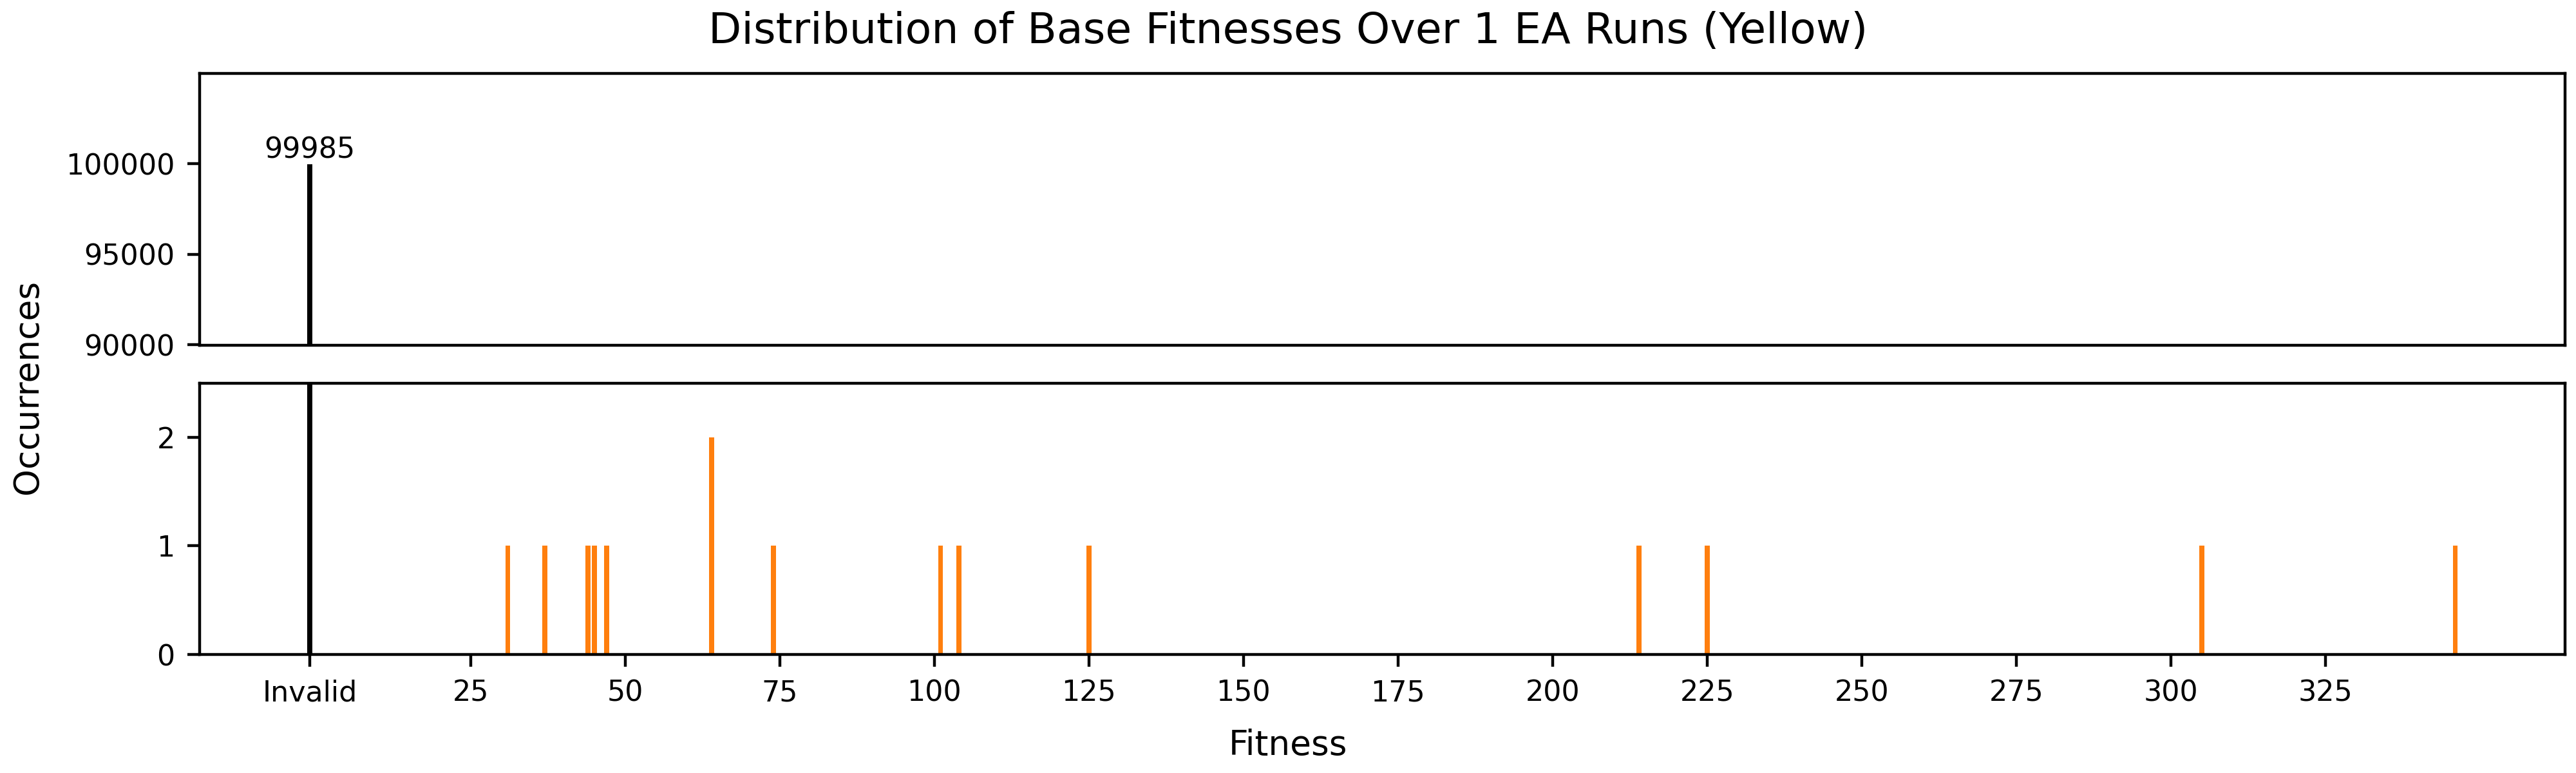 Distribution of Base Fitnesses Over 1 EA Runs (Yellow)
99985
100000
95000
90000
Occurrences
2
1
0
Invalid 25 50 75 100 125 150 175 200 225 250 275 300 325
Fitness